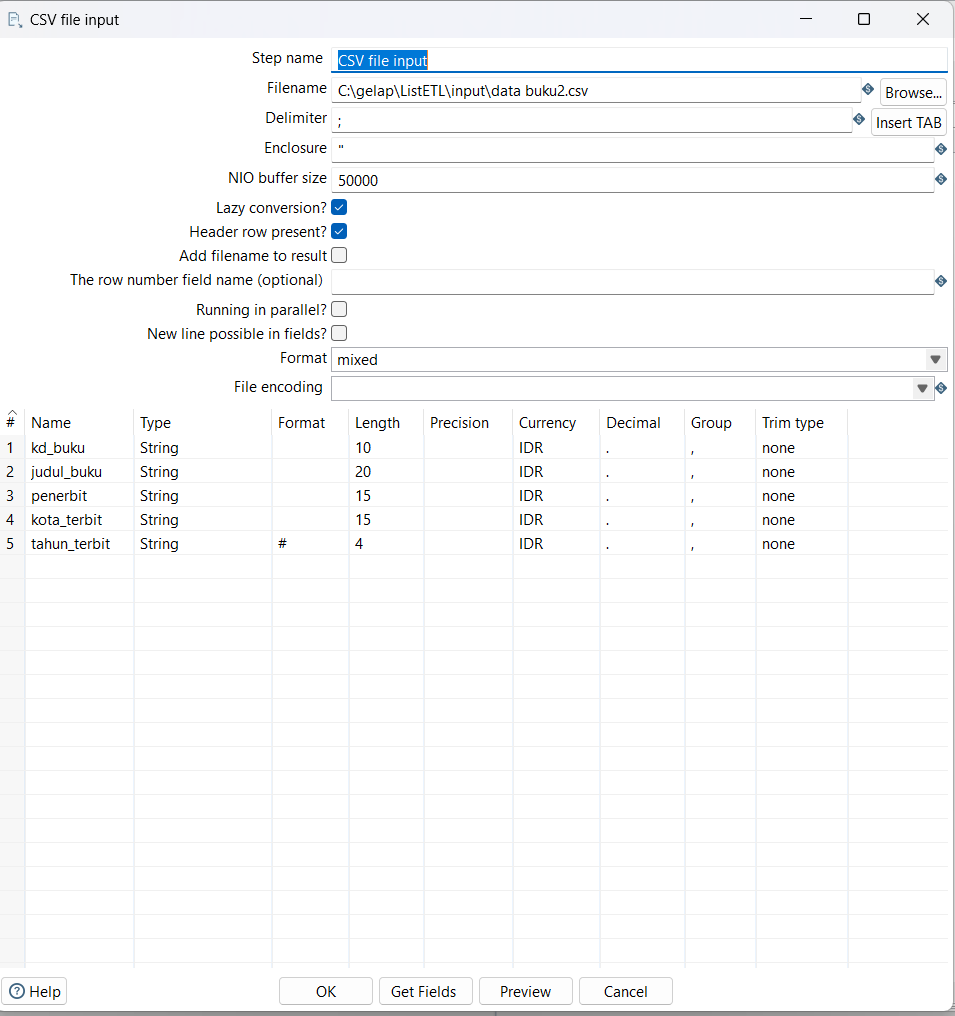 CSV file input
Step name CSV file input
Filename C:\gelap\ListETL\input\data buku2.csv Browse...
Delimiter ; Insert TAB
Enclosure "
NIO buffer size 50000
Lazy conversion?
Header row present?
Add filename to result
The row number field name (optional)
Running in parallel?
New line possible in fields?
Format mixed
File encoding
# Name Type Format Length Precision Currency Decimal Group Trim type
1 kd_buku String 10 IDR . , none
2 judul_buku String 20 IDR . , none
3 penerbit String 15 IDR . , none
4 kota_terbit String 15 IDR . , none
5 tahun_terbit String # 4 IDR . , none
Help OK Get Fields Preview Cancel